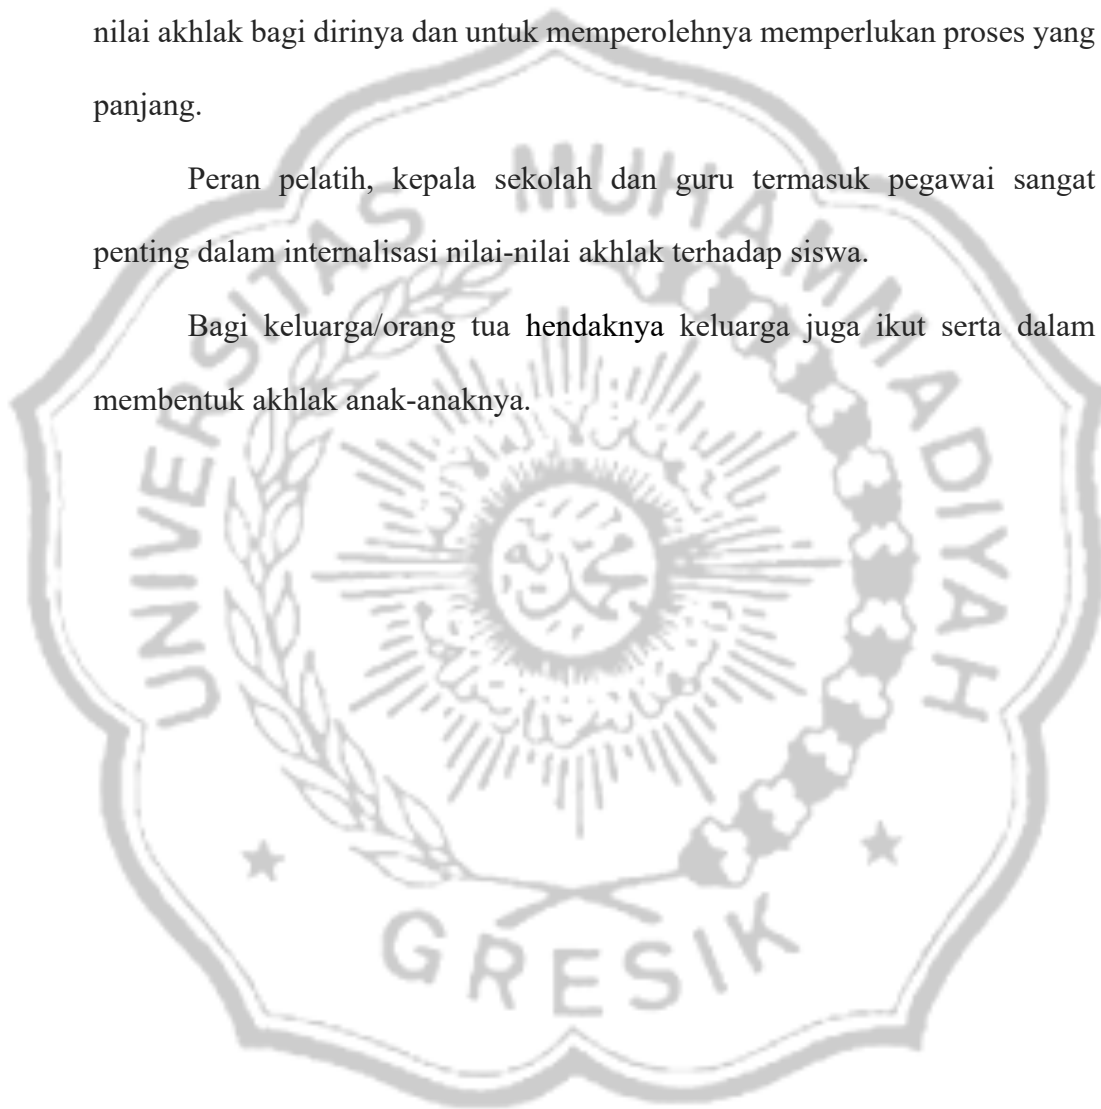 nilai akhlak bagi dirinya dan untuk memperolehnya memperlukan proses yang
panjang.
Peran pelatih, kepala sekolah dan guru termasuk pegawai sangat
penting dalam internalisasi nilai-nilai akhlak terhadap siswa.
Bagi keluarga/orang tua hendaknya keluarga juga ikut serta dalam
membentuk akhlak anak-anaknya.
UNIVERSITAS MUHAMMADIYAH
GRESIK